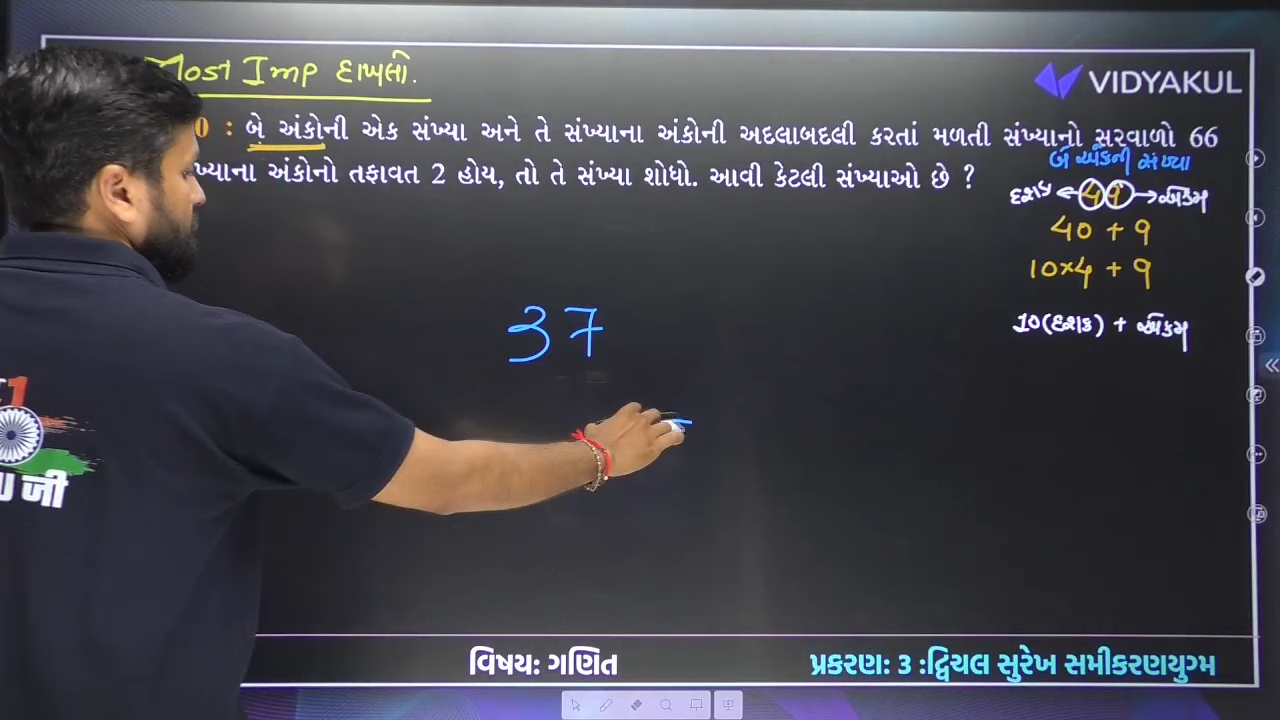 Most Imp દાખલો.
VIDYAKUL
0 : બે અંકોની એક સંખ્યા અને તે સંખ્યાના અંકોની અદલાબદલી કરતાં મળતી સંખ્યાનો સરવાળો 66
ખ્યાના અંકોનો તફાવત 2 હોય, તો તે સંખ્યા શોધો. આવી કેટલી સંખ્યાઓ છે ?
બે અંકની સંખ્યા
દશક ← 49 → એકમ
40 + 9
10×4 + 9
10(દશક) + એકમ
37
1
જી
વિષય: ગણિત
પ્રકરણ: 3 :દ્વિચલ સુરેખ સમીકરણયુગ્મ